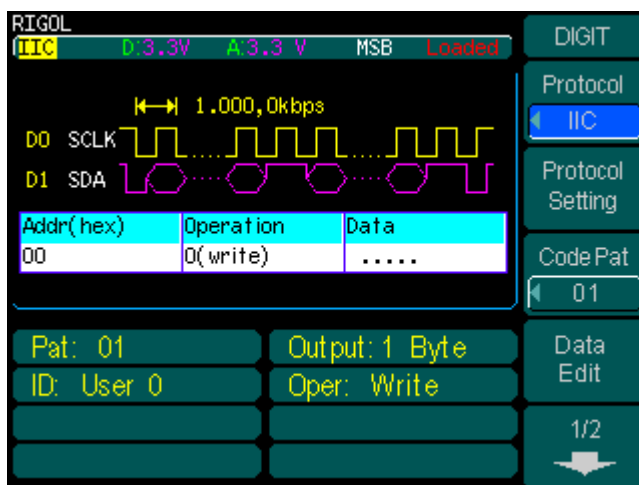 RIGOL
IIC D:3.3V A:3.3 V MSB Loaded
1.000,0kbps
D0 SCLK
D1 SDA
Addr(hex) Operation Data
00 0(write) .....
Pat: 01 Output: 1 Byte
ID: User 0 Oper: Write
DIGIT
Protocol
IIC
Protocol
Setting
Code Pat
01
Data
Edit
1/2